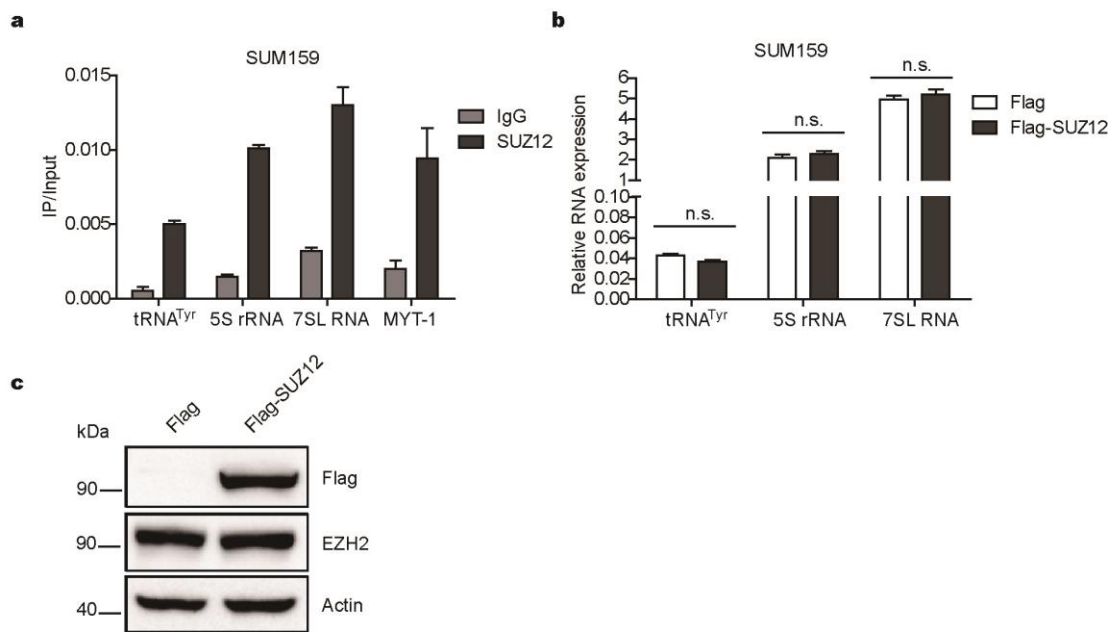 a
SUM159
0.015
0.010
0.005
0.000
IP/Input
IgG
SUZ12
tRNATyr 5S rRNA 7SL RNA MYT-1
b
SUM159
6
5
4
3
2
1
0.10
0.08
0.06
0.04
0.02
0.00
Relative RNA expression
n.s.
n.s.
n.s.
Flag
Flag-SUZ12
tRNATyr 5S rRNA 7SL RNA
c
Flag
Flag-SUZ12
kDa
90
Flag
90
EZH2
40
Actin